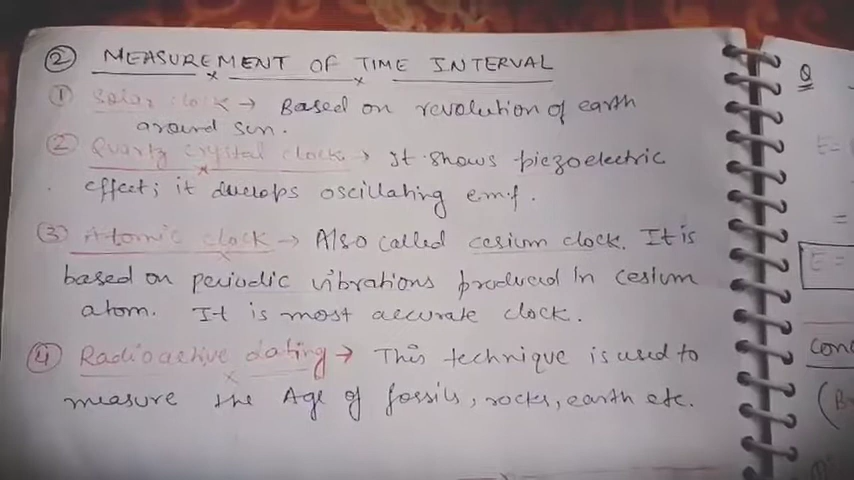 ② MEASUREMENT OF TIME INTERVAL
① Solar clock → Based on revolution of earth
around sun.
② Quartz crystal clock → it shows piezoelectric
effect; it develops oscillating e.m.f.
③ Atomic clock → Also called cesium clock. It is
based on periodic vibrations produced in cesium
atom. It is most accurate clock.
④ Radioactive dating → This technique is used to
measure the Age of fossils, rocks, earth etc.
Q
E =
=
E =